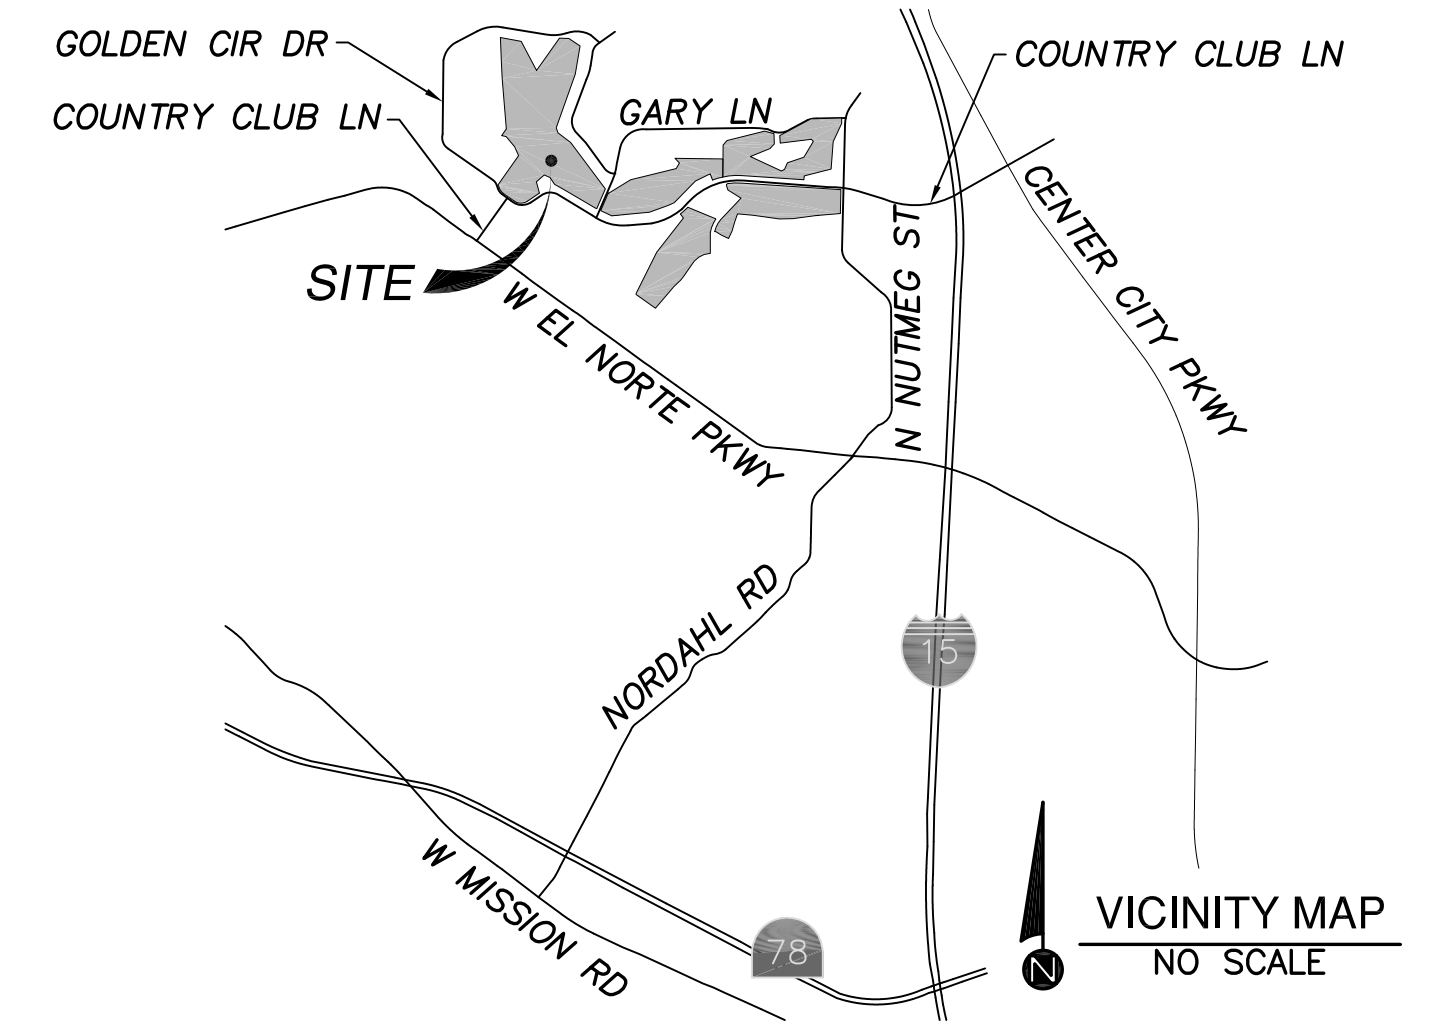 GOLDEN CIR DR
COUNTRY CLUB LN
COUNTRY CLUB LN
GARY LN
CENTER CITY PKWY
N NUTMEG ST
SITE
W EL NORTE PKWY
NORDAHL RD
15
W MISSION RD
78
VICINITY MAP
N
NO SCALE